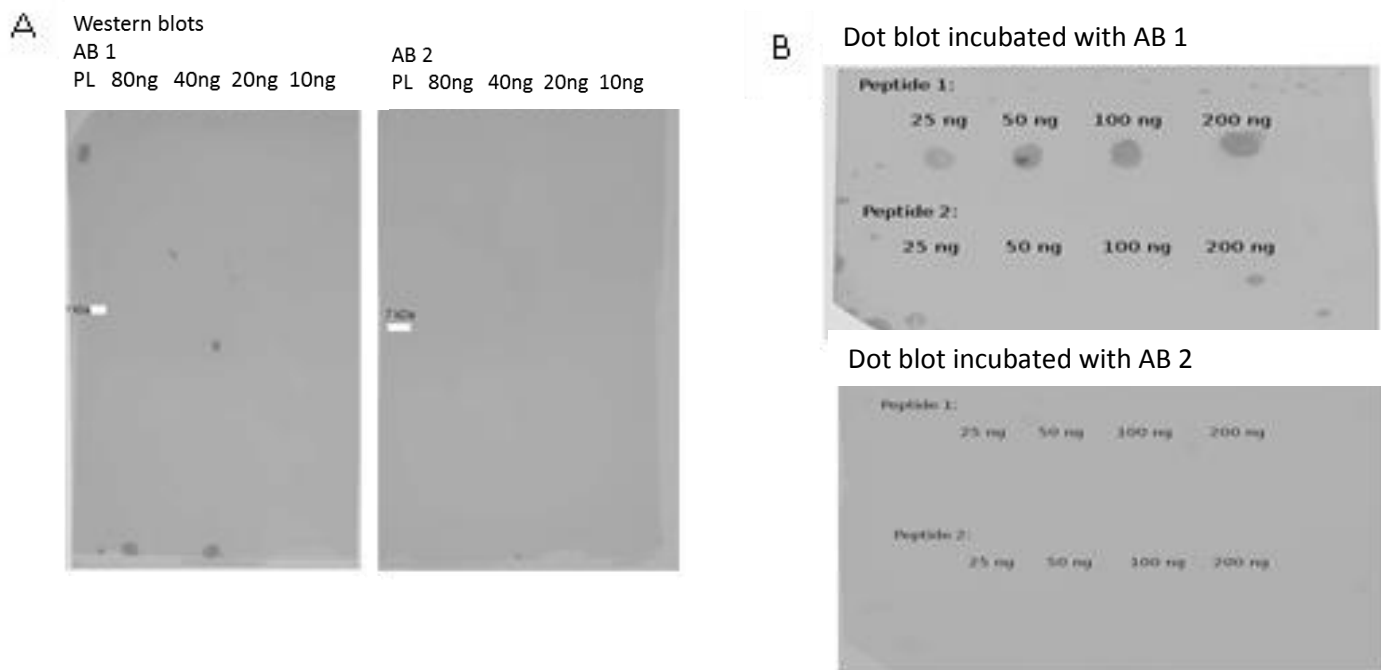 A
Western blots
AB 1
PL 80ng 40ng 20ng 10ng
AB 2
PL 80ng 40ng 20ng 10ng
kDa
7 kDa
B
Dot blot incubated with AB 1
Peptide 1:
25 ng 50 ng 100 ng 200 ng
Peptide 2:
25 ng 50 ng 100 ng 200 ng
Dot blot incubated with AB 2
Peptide 1:
25 ng 50 ng 100 ng 200 ng
Peptide 2:
25 ng 50 ng 100 ng 200 ng